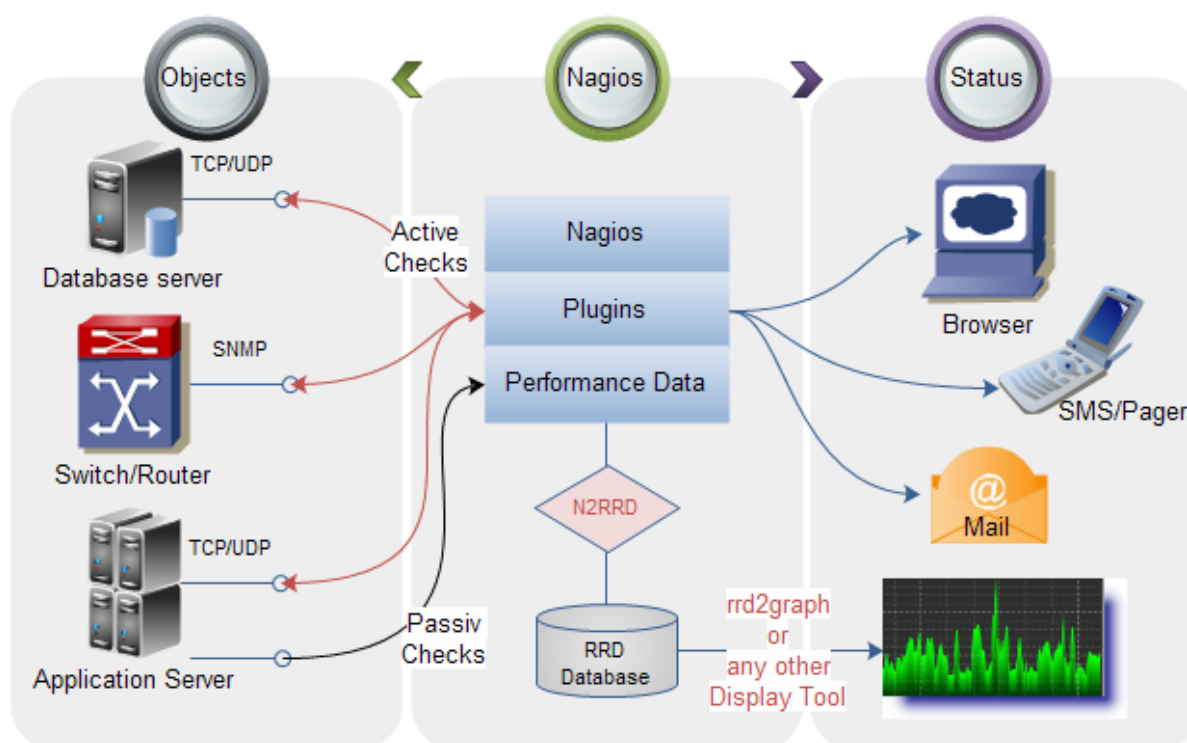 Objects
Nagios
Status
TCP/UDP
Database server
SNMP
Switch/Router
TCP/UDP
Application Server
Active
Checks
Passiv
Checks
Nagios
Plugins
Performance Data
N2RRD
RRD
Database
rrd2graph
or
any other
Display Tool
Browser
SMS/Pager
@
Mail